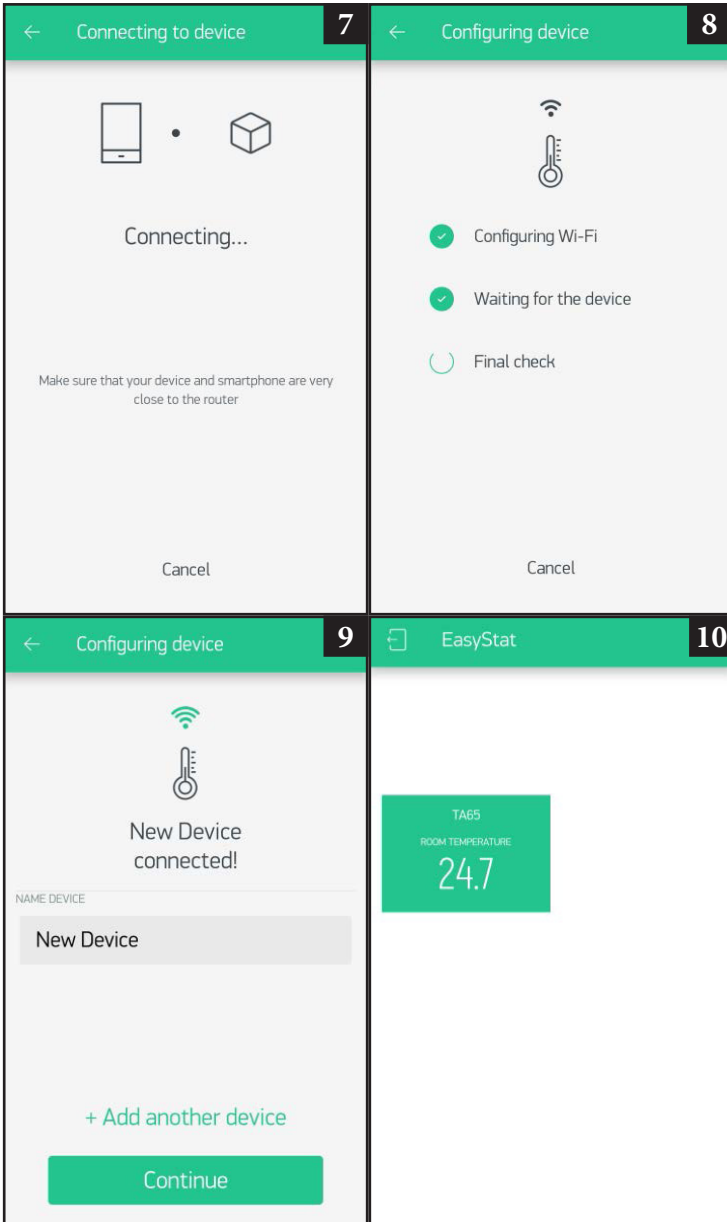 Connecting to device
7
Connecting...
Make sure that your device and smartphone are very
close to the router
Cancel
Configuring device
8
Configuring Wi-Fi
Waiting for the device
Final check
Cancel
Configuring device
9
New Device
connected!
NAME DEVICE
New Device
+ Add another device
Continue
EasyStat
10
TA65
ROOM TEMPERATURE
24.7